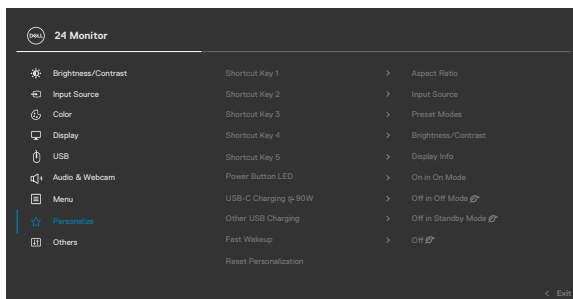 DELL 24 Monitor
Brightness/Contrast Shortcut Key 1 > Aspect Ratio
Input Source Shortcut Key 2 > Input Source
Color Shortcut Key 3 > Preset Modes
Display Shortcut Key 4 > Brightness/Contrast
USB Shortcut Key 5 > Display Info
Audio & Webcam Power Button LED > On in On Mode
Menu USB-C Charging 90W > Off in Off Mode
Personalize Other USB Charging > Off in Standby Mode
Others Fast Wakeup > Off
Reset Personalization
< Exit